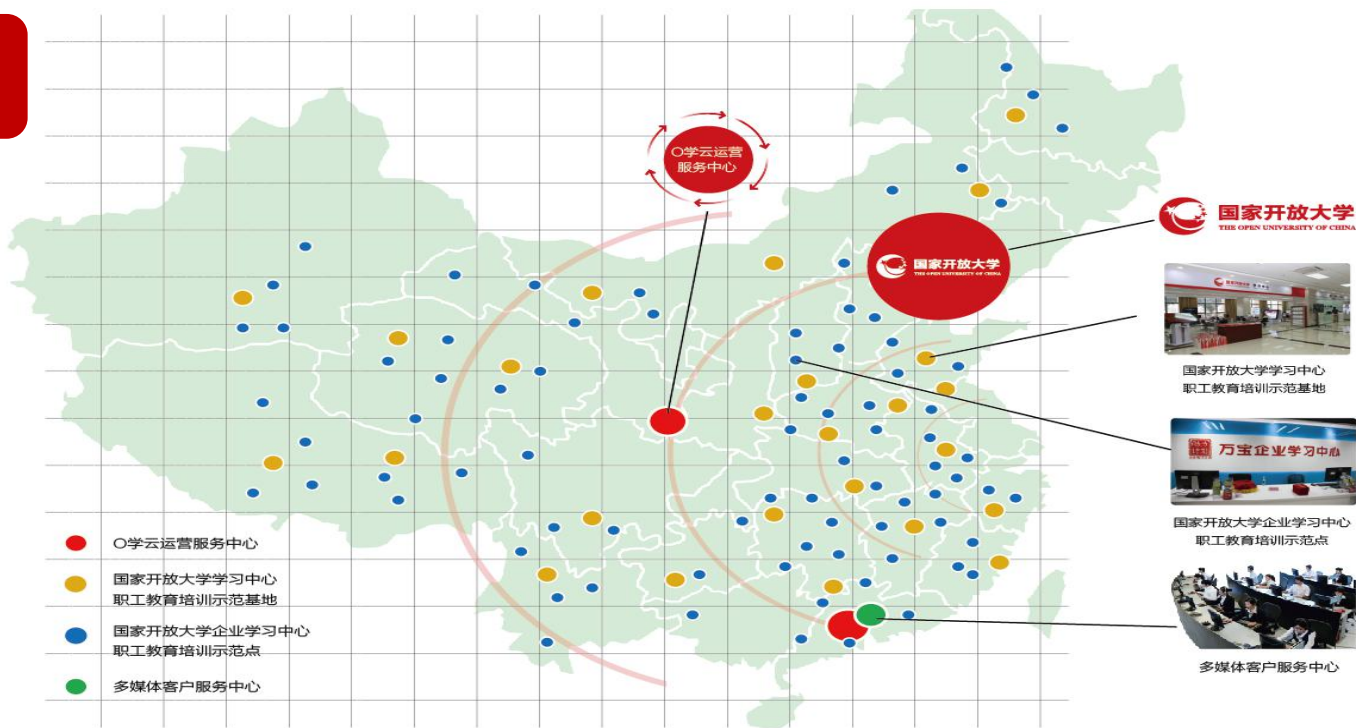 O学云运营
服务中心
国家开放大学
THE OPEN UNIVERSITY OF CHINA
国家开放大学
THE OPEN UNIVERSITY OF CHINA
国家开放大学学习中心
职工教育培训示范基地
万宝企业学习中心
国家开放大学企业学习中心
职工教育培训示范点
多媒体客户服务中心
O学云运营服务中心
国家开放大学学习中心
职工教育培训示范基地
国家开放大学企业学习中心
职工教育培训示范点
多媒体客户服务中心